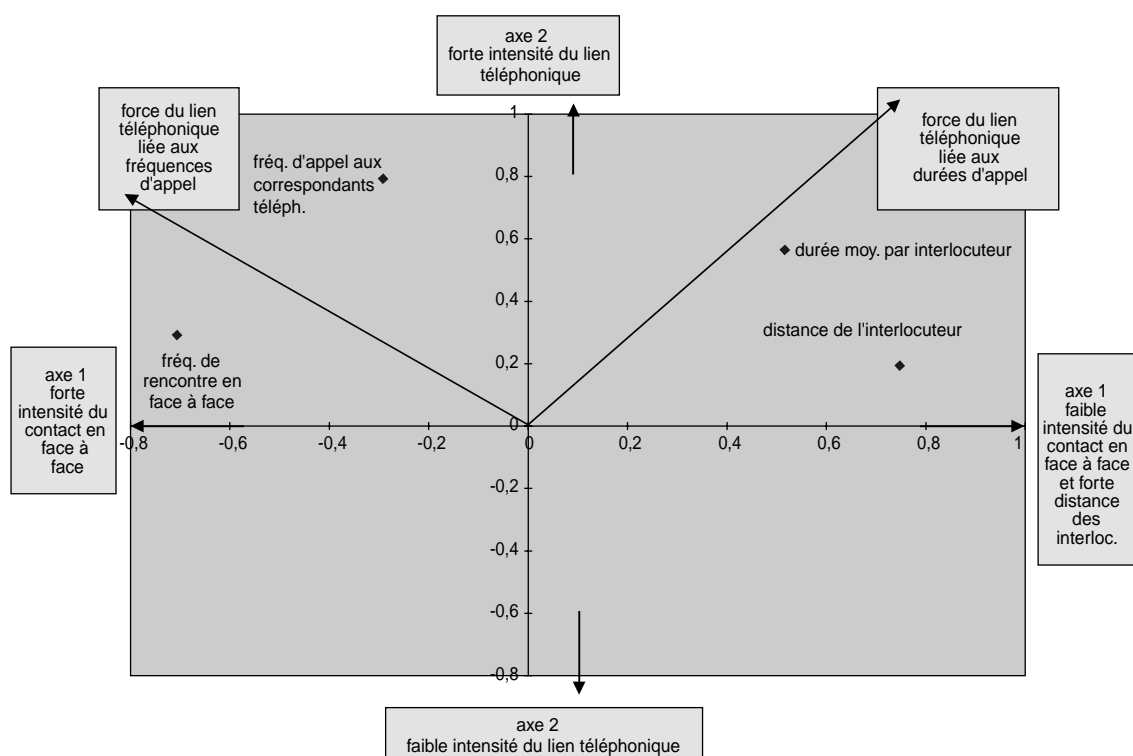 axe 2
forte intensité du lien
téléphonique
force du lien
téléphonique
liée aux
fréquences
d'appel
force du lien
téléphonique
liée aux
durées d'appel
fréq. d'appel aux
correspondants
téléph.
durée moy. par interlocuteur
distance de l'interlocuteur
fréq. de
rencontre en
face à face
axe 1
forte
intensité du
contact en
face à
face
axe 1
faible
intensité du
contact en
face à face
et forte
distance
des
interloc.
1
0,8
0,6
0,4
0,2
0
-0,2
-0,4
-0,6
-0,8
-0,8
-0,6
-0,4
-0,2
0
0,2
0,4
0,6
0,8
1
axe 2
faible intensité du lien téléphonique